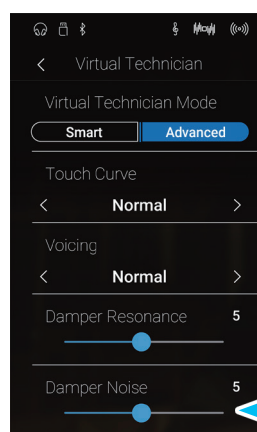 Virtual Technician
Virtual Technician Mode
Smart Advanced
Touch Curve
Normal
Voicing
Normal
Damper Resonance 5
Damper Noise 5